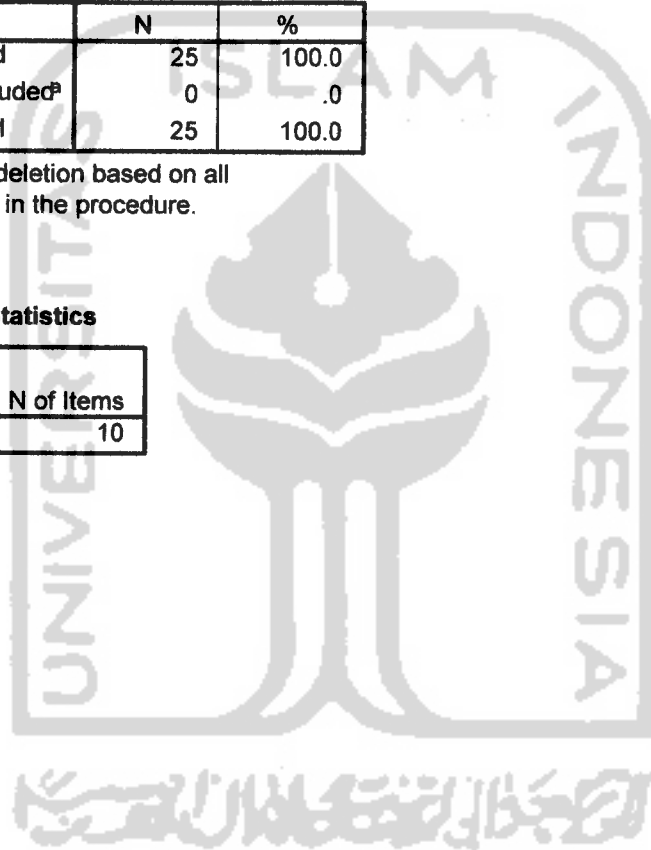 N %
d 25 100.0
udedª 0 .0
l 25 100.0
deletion based on all
in the procedure.
tatistics
N of Items
10
UNIVERSITAS
ISLAM
INDONESIA